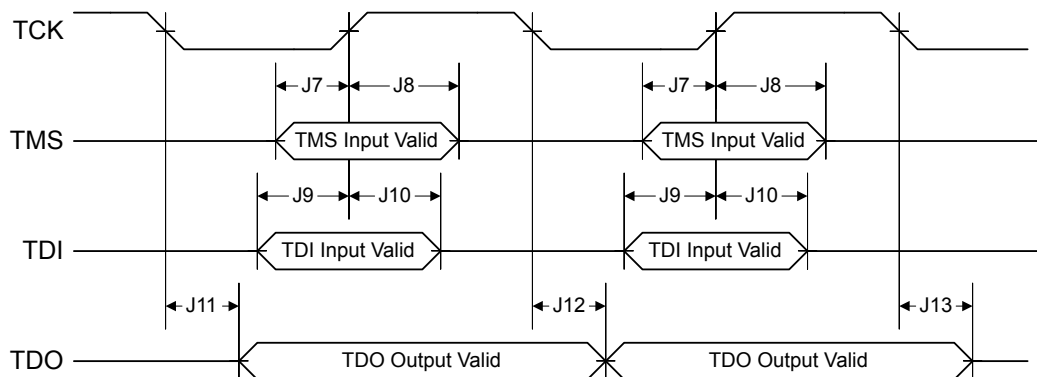 TCK
J7 J8 J7 J8
TMS TMS Input Valid TMS Input Valid
J9 J10 J9 J10
TDI TDI Input Valid TDI Input Valid
J11 J12 J13
TDO TDO Output Valid TDO Output Valid